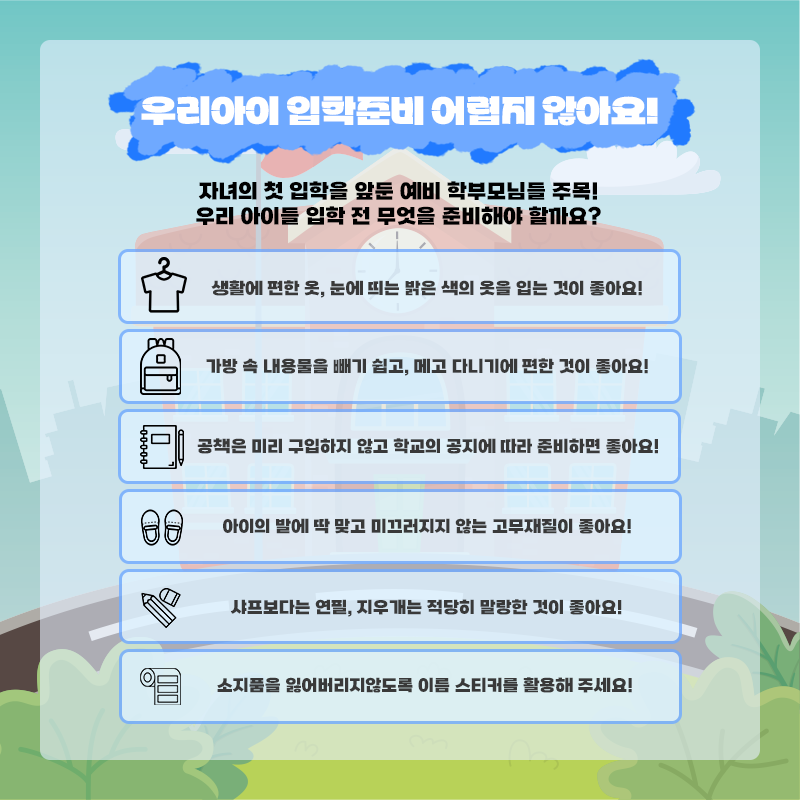 우리아이 입학준비 어렵지 않아요!
자녀의 첫 입학을 앞둔 예비 학부모님들 주목!
우리 아이들 입학 전 무엇을 준비해야 할까요?
생활에 편한 옷, 눈에 띄는 밝은 색의 옷을 입는 것이 좋아요!
가방 속 내용물을 빼기 쉽고, 메고 다니기에 편한 것이 좋아요!
공책은 미리 구입하지 않고 학교의 공지에 따라 준비하면 좋아요!
아이의 발에 딱 맞고 미끄러지지 않는 고무재질이 좋아요!
샤프보다는 연필, 지우개는 적당히 말랑한 것이 좋아요!
소지품을 잃어버리지않도록 이름 스티커를 활용해 주세요!